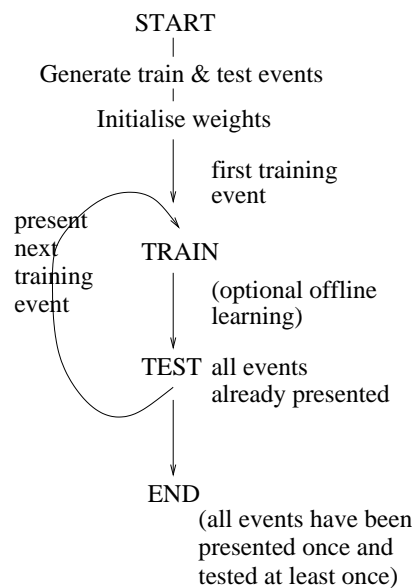 START
Generate train & test events
Initialise weights
first training
event
present
next
training
event
TRAIN
(optional offline
learning)
TEST
all events
already presented
END
(all events have been
presented once and
tested at least once)